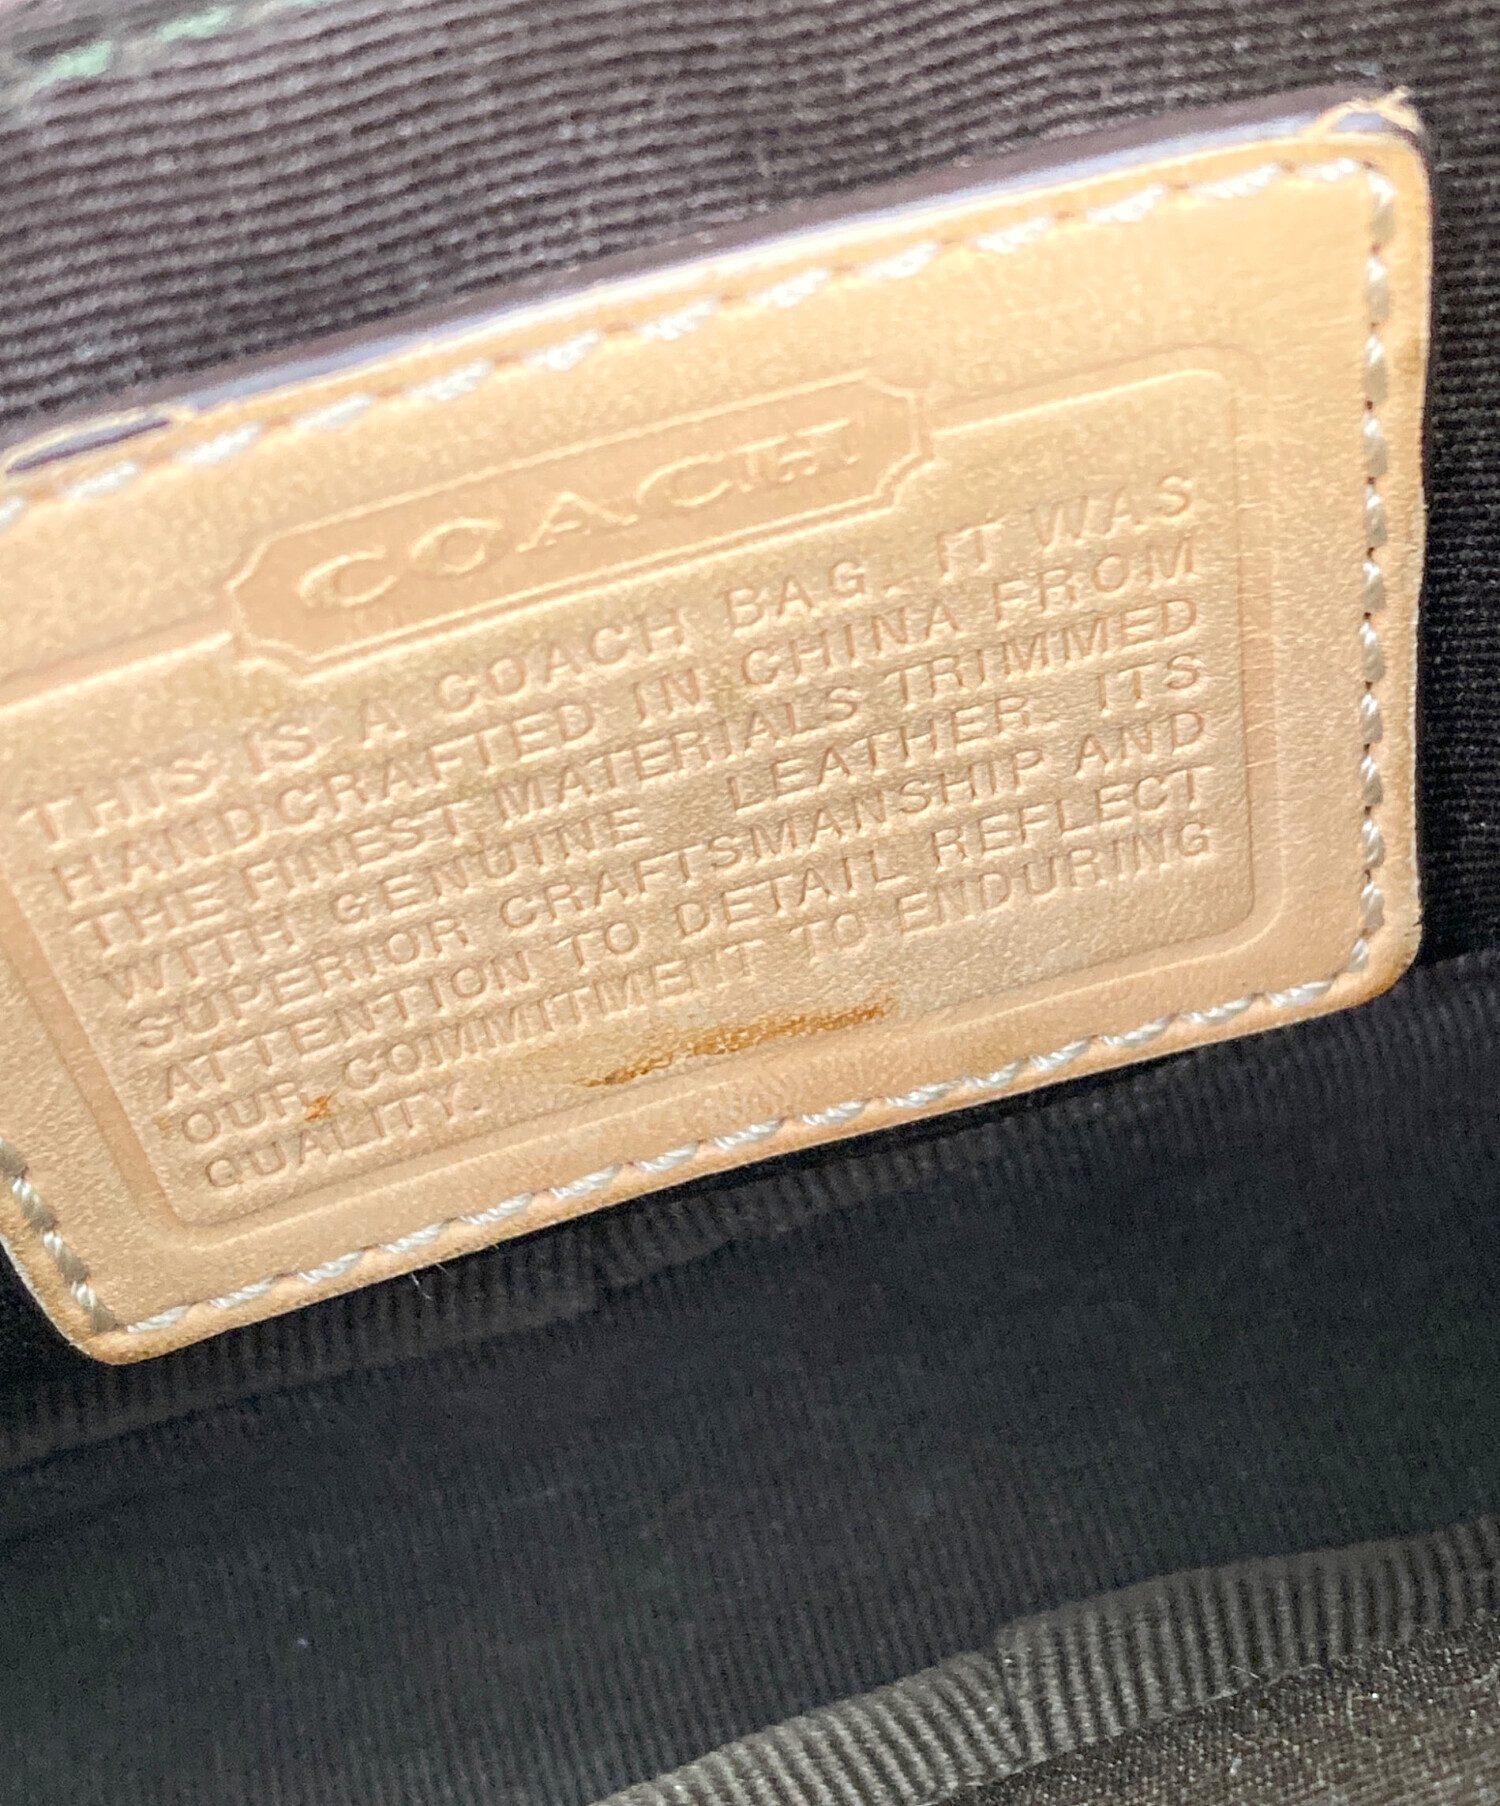 COACH
THIS IS A COACH BAG. IT WAS
HANDCRAFTED IN CHINA FROM
THE FINEST MATERIALS TRIMMED
WITH GENUINE LEATHER. ITS
SUPERIOR CRAFTSMANSHIP AND
ATTENTION TO DETAIL REFLECT
OUR COMMITMENT TO ENDURING
QUALITY.